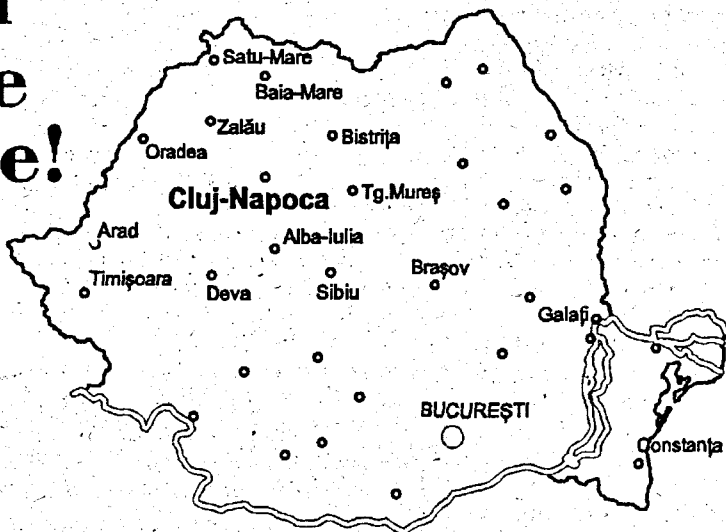 e
e!
Satu-Mare
Baia-Mare
Zalău
Oradea
Bistrița
Cluj-Napoca
Tg.Mureș
Arad
Alba-Iulia
Timișoara
Deva
Sibiu
Brașov
Galați
BUCUREȘTI
Constanța